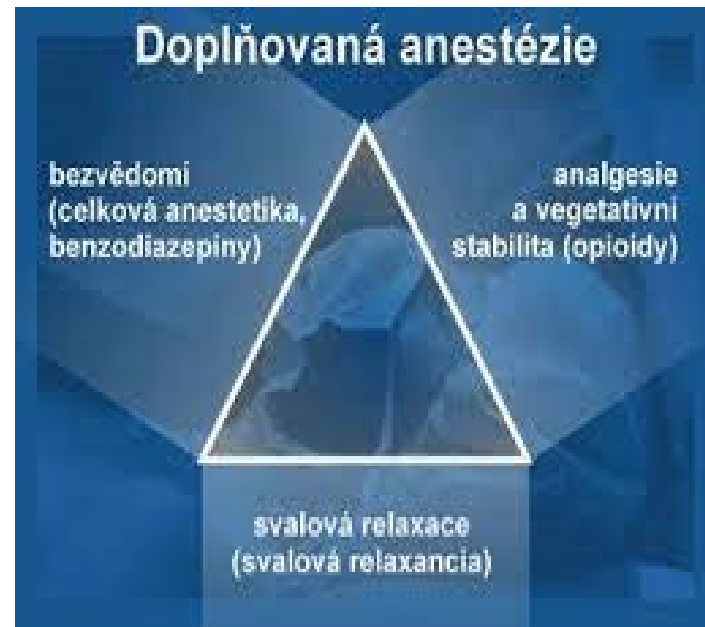 Doplňovaná anestézie
bezvědomí
(celková anestetika,
benzodiazepiny)
analgesie
a vegetativní
stabilita (opioidy)
svalová relaxace
(svalová relaxancia)